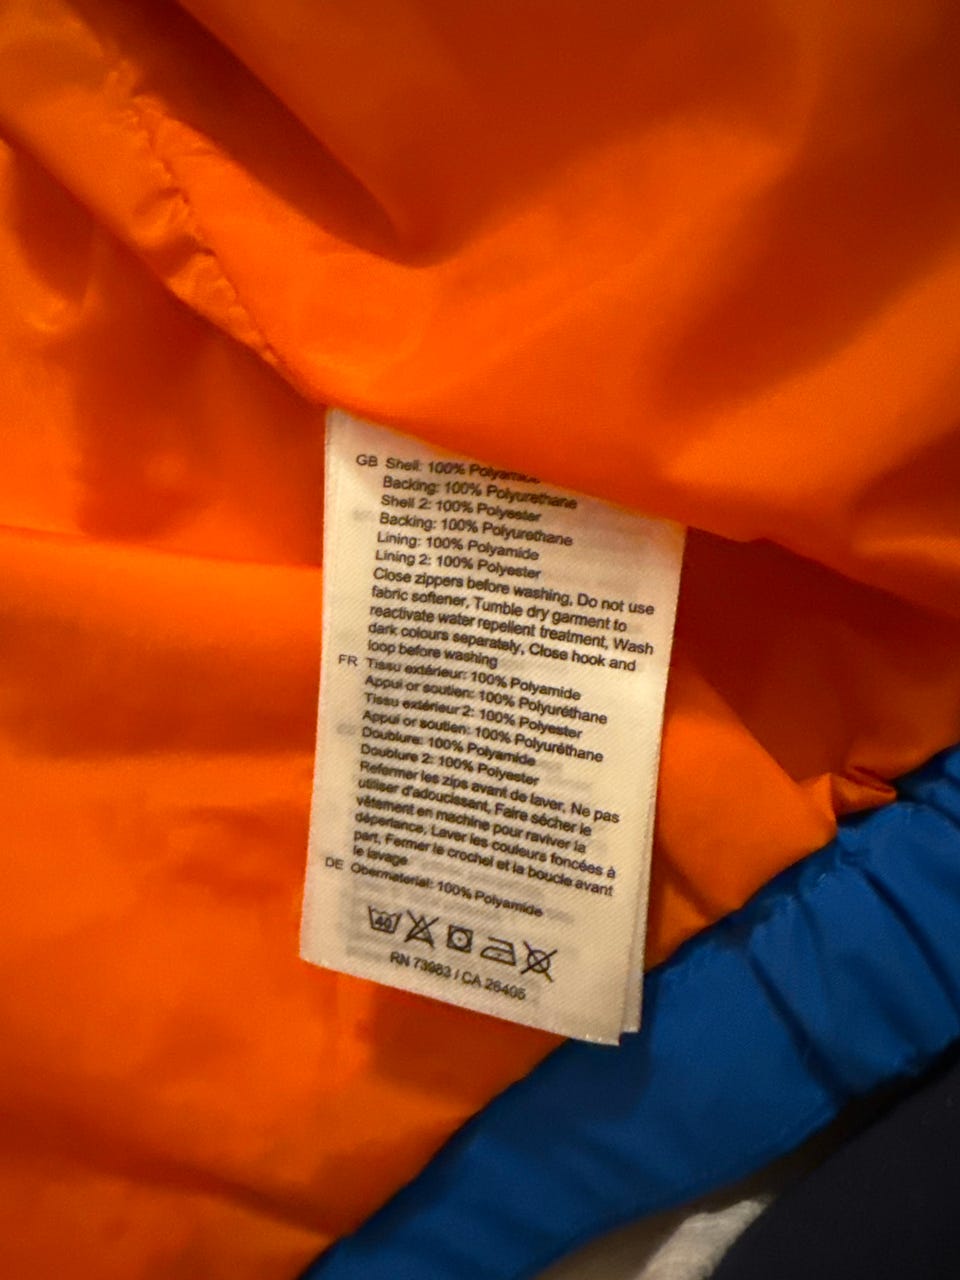 GB Shell: 100% Polyamide
Backing: 100% Polyurethane
Shell 2: 100% Polyester
Backing: 100% Polyurethane
Lining: 100% Polyamide
Lining 2: 100% Polyester
Close zippers before washing, Do not use
fabric softener, Tumble dry garment to
reactivate water repellent treatment, Wash
dark colours separately, Close hook and
loop before washing
FR Tissu extérieur: 100% Polyamide
Appui or soutien: 100% Polyuréthane
Tissu extérieur 2: 100% Polyester
Appui or soutien: 100% Polyuréthane
Doublure: 100% Polyamide
Doublure 2: 100% Polyester
Refermer les zips avant de laver, Ne pas
utiliser d'adoucissant, Faire sécher le
vêtement en machine pour raviver la
déperlance, Laver les couleurs foncées à
part, Fermer le crochet et la boucle avant
le lavage
DE Obermaterial: 100% Polyamide
40
RN 73983 / CA 26405